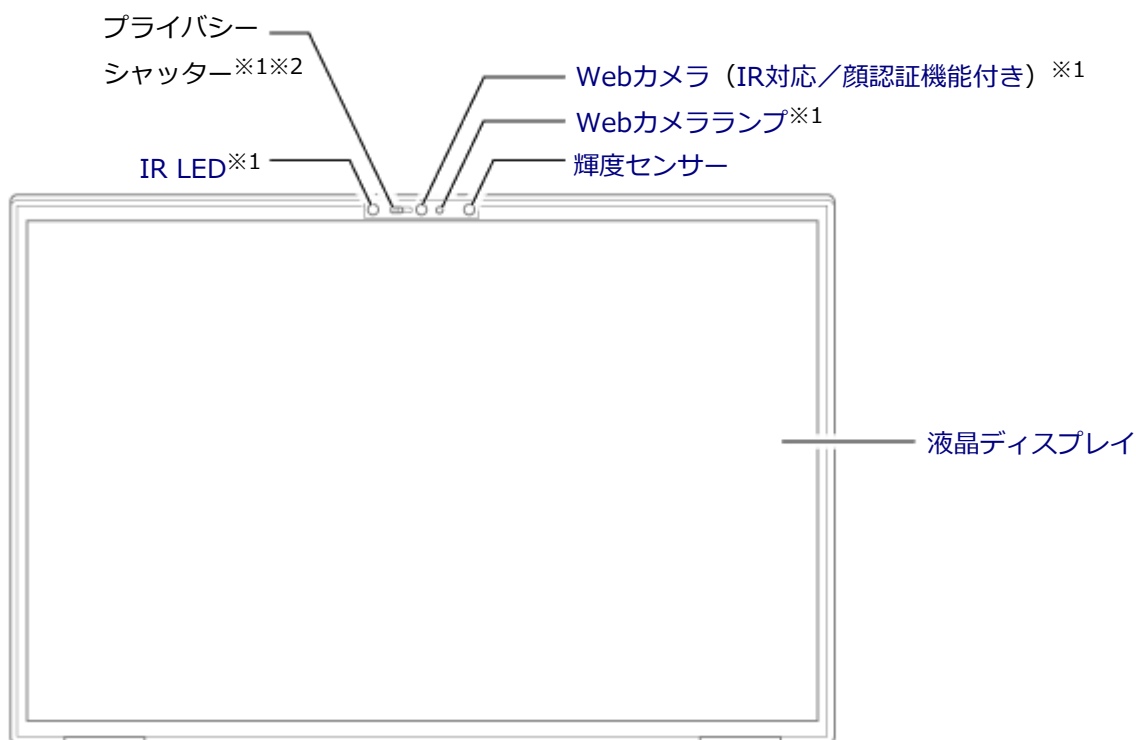 プライバシー
シャッター※1※2
Webカメラ（IR対応／顔認証機能付き）※1
Webカメラランプ※1
IR LED※1
輝度センサー
液晶ディスプレイ